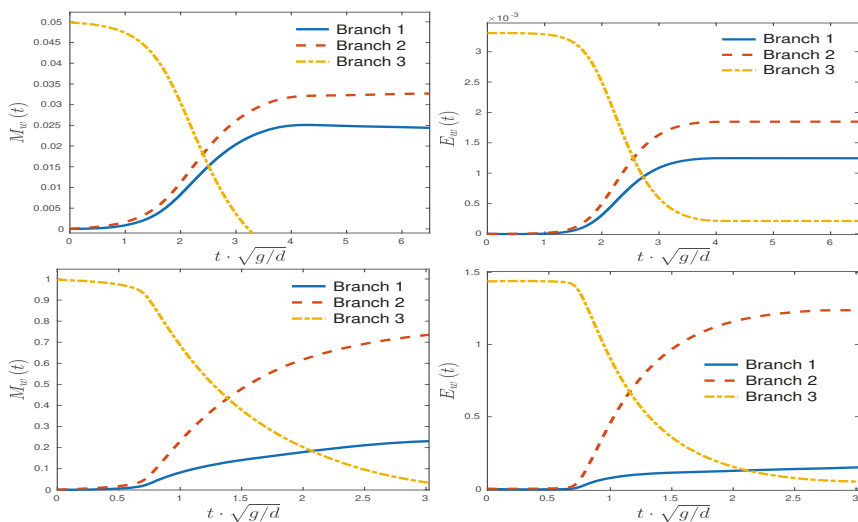 0.05
0.045
0.04
0.035
0.03
0.025
0.02
0.015
0.01
0.005
0
M_w(t)
Branch 1
Branch 2
Branch 3
0 1 2 3 4 5 6
t · √g/d
×10⁻³
3.5
3
2.5
2
1.5
1
0.5
0
E_w(t)
Branch 1
Branch 2
Branch 3
0 1 2 3 4 5 6
t · √g/d
1
0.9
0.8
0.7
0.6
0.5
0.4
0.3
0.2
0.1
0
M_w(t)
Branch 1
Branch 2
Branch 3
0 0.5 1 1.5 2 2.5 3
t · √g/d
1.5
1
0.5
0
E_w(t)
Branch 1
Branch 2
Branch 3
0 0.5 1 1.5 2 2.5 3
t · √g/d